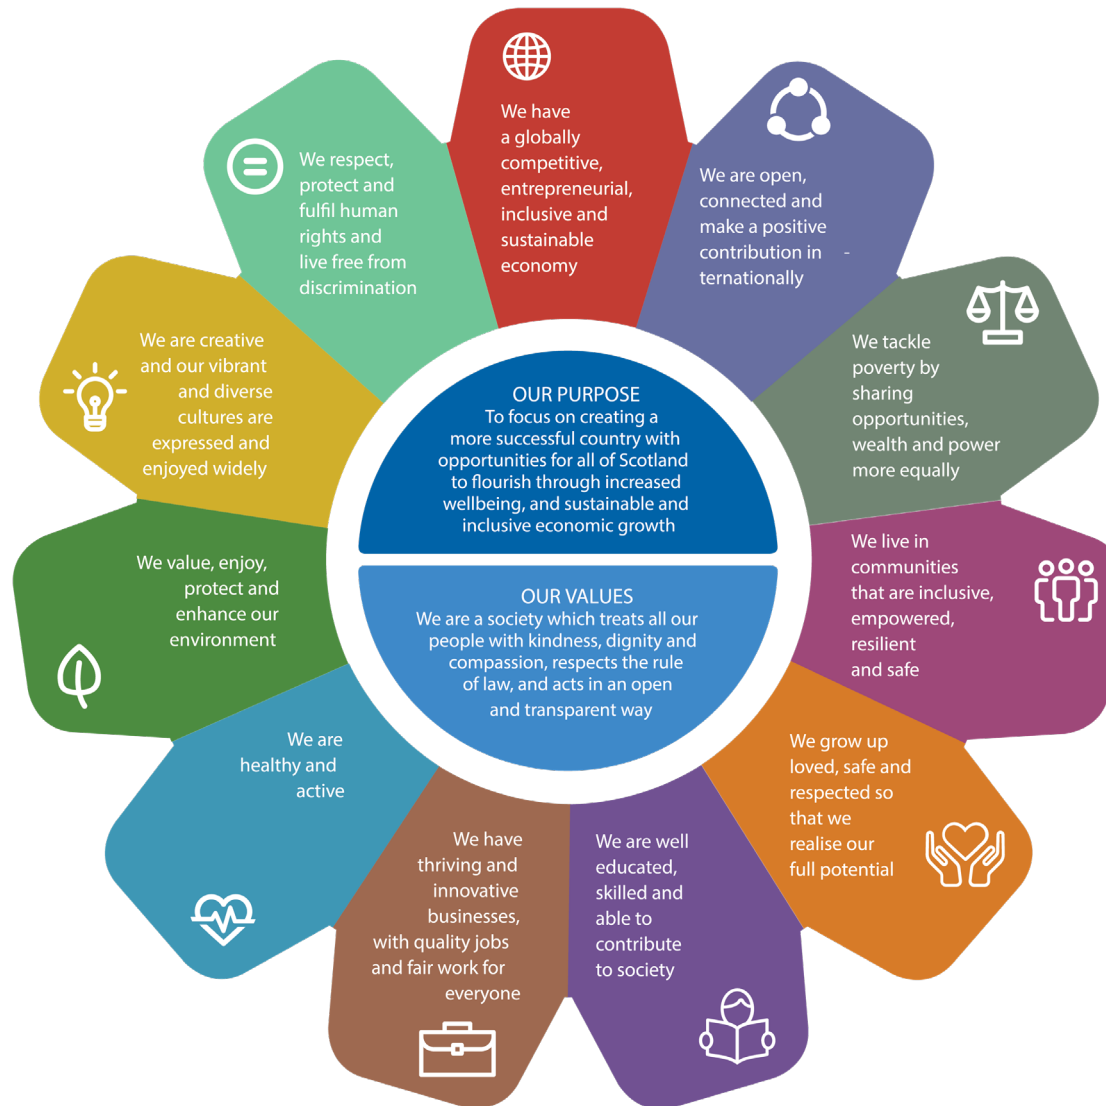 We have
a globally
competitive,
entrepreneurial,
inclusive and
sustainable
economy
We are open,
connected and
make a positive
contribution in -
ternationally
We tackle
poverty by
sharing
opportunities,
wealth and power
more equally
We live in
communities
that are inclusive,
empowered,
resilient
and safe
We grow up
loved, safe and
respected so
that we
realise our
full potential
We are well
educated,
skilled and
able to
contribute
to society
We have
thriving and
innovative
businesses,
with quality jobs
and fair work for
everyone
We are
healthy and
active
We value, enjoy,
protect and
enhance our
environment
We are creative
and our vibrant
and diverse
cultures are
expressed and
enjoyed widely
We respect,
protect and
fulfil human
rights and
live free from
discrimination
OUR PURPOSE
To focus on creating a
more successful country with
opportunities for all of Scotland
to flourish through increased
wellbeing, and sustainable and
inclusive economic growth
OUR VALUES
We are a society which treats all our
people with kindness, dignity and
compassion, respects the rule
of law, and acts in an open
and transparent way